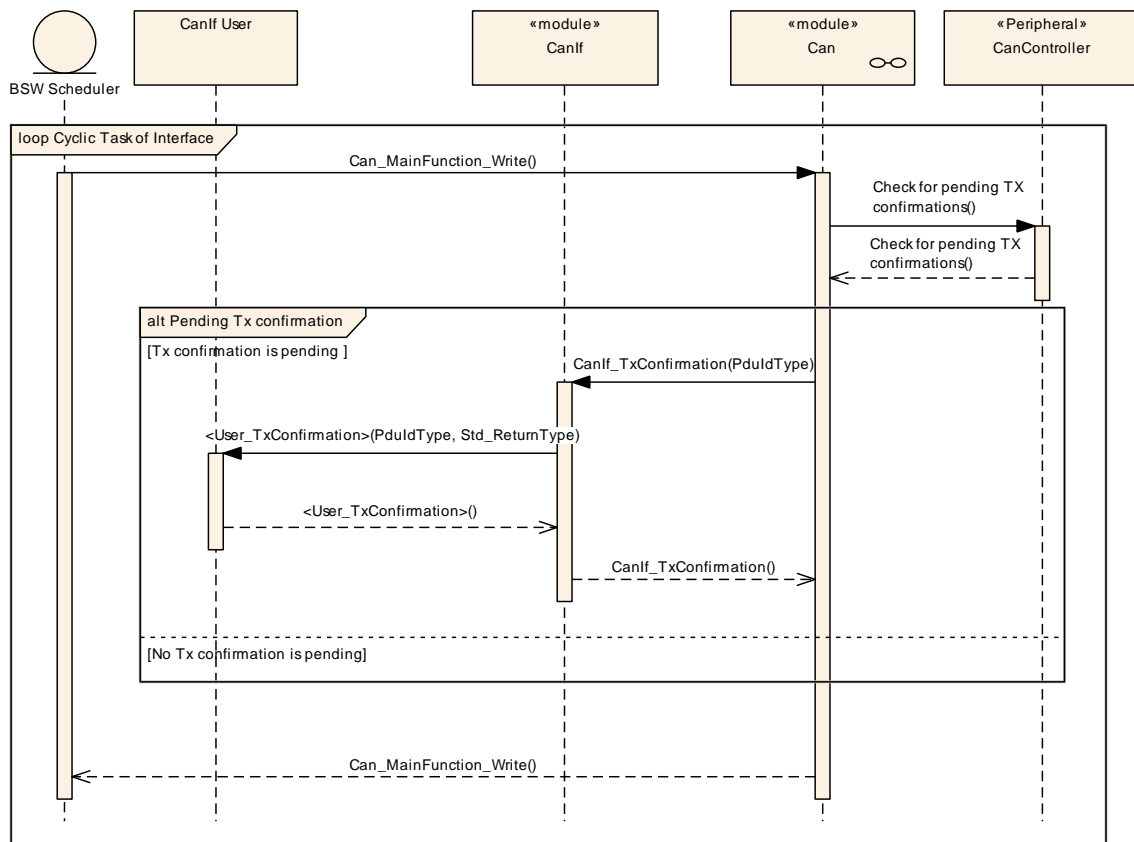 BSW Scheduler
CanIf User
«module»
CanIf
«module»
Can
«Peripheral»
CanController
loop Cyclic Task of Interface
Can_MainFunction_Write()
Check for pending TX
confirmations()
Check for pending TX
confirmations()
alt Pending Tx confirmation
[Tx confirmation is pending ]
CanIf_TxConfirmation(PduIdType)
<User_TxConfirmation>(PduIdType, Std_ReturnType)
<User_TxConfirmation>()
CanIf_TxConfirmation()
[No Tx confirmation is pending]
Can_MainFunction_Write()